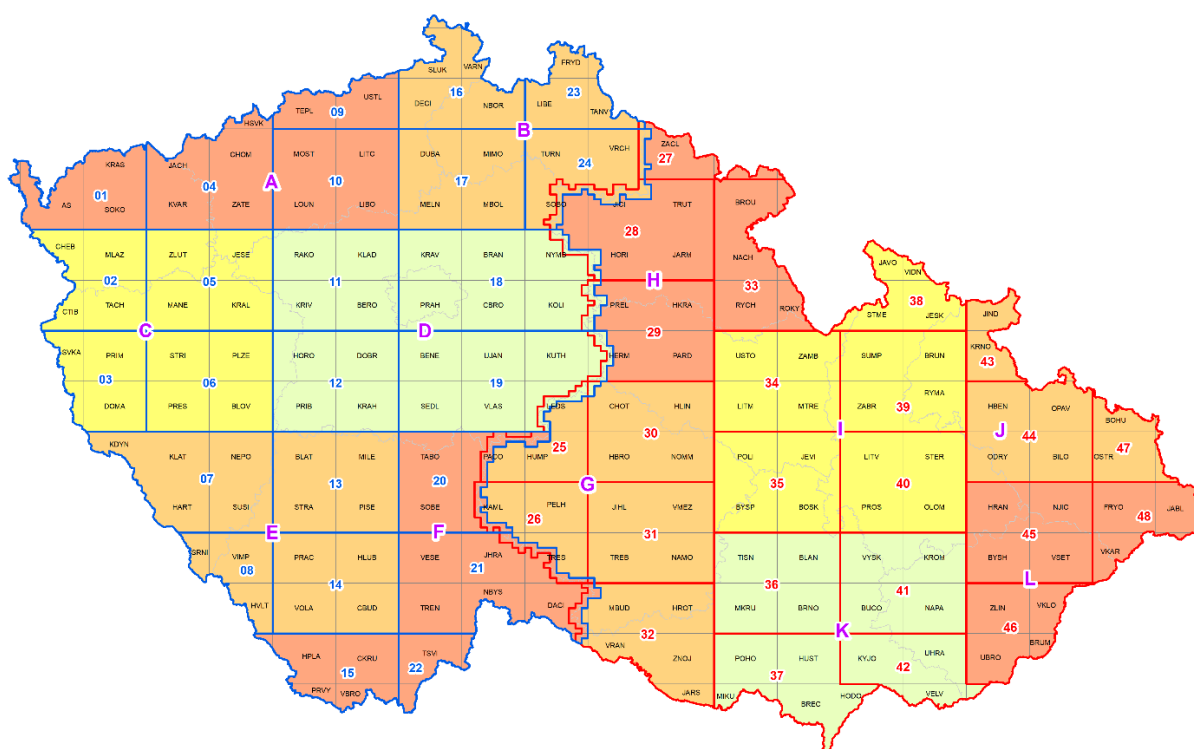 SLUK VARN FRYD
16 23
TEPL 09 USTL DECI NBOR LIBE TANV
HSVK B
KRAS JACH CHOM MOST LITC DUBA MIMO TURN VRCH 24 ZACL 27
A
01 04 10 17
AS SOKO KVAR ZATE LOUN LIBO MELN MBOL SOBO JICI TRUT BROU
28
CHEB MLAZ ZLUT JESE RAKO KLAD KRAV BRAN NYMB HORI JARM NACH JAVO VIDN
02 05 11 18 H 33 38
CTIB TACH MANE KRAL KRIV BERO PRAH CBRO KOLI PREL HKRA RYCH ROKY STME JESK JIND
C D 29
SVKA PRIM STRI PLZE HORO DOBR BENE UJAN KUTH HERM PARD USTO ZAMB SUMP BRUN KRNO 43
03 06 12 19 34
DOMA PRES BLOV PRIB KRAH SEDL VLAS LEDS CHOT HLIN LITM MTRE ZABR 39 RYMA HBEN OPAV
25 30 I J 44 BOHU 47
KDYN KLAT NEPO BLAT MILE TABO PACO HUMP HBRO NOMM POLI JEVI LITV STER ODRY BILO OSTR
07 13 20 G 35 40
HART SUSI STRA PISE SOBE KAML PELH JIHL VMEZ BYSP BOSK PROS OLOM HRAN NJIC FRYO JABL 48
26
E F 31 45
SRNI VIMP PRAC HLUB VESE JHRA TRES TREB NAMO TISN BLAN VYSK KROM BYSH VSET VKAR
08 14 21 36 41 L
HVLT VOLA CBUD TREN NBYS DACI MBUD HROT MKRU BRNO BUCO NAPA ZLIN VKLO
32 K 46
HPLA CKRU TSVI VRAN ZNOJ POHO HUST KYJO UHRA UBRO BRUM
15 22 37 42
PRVY VBRO JARS MIKU BREC HODO VELV